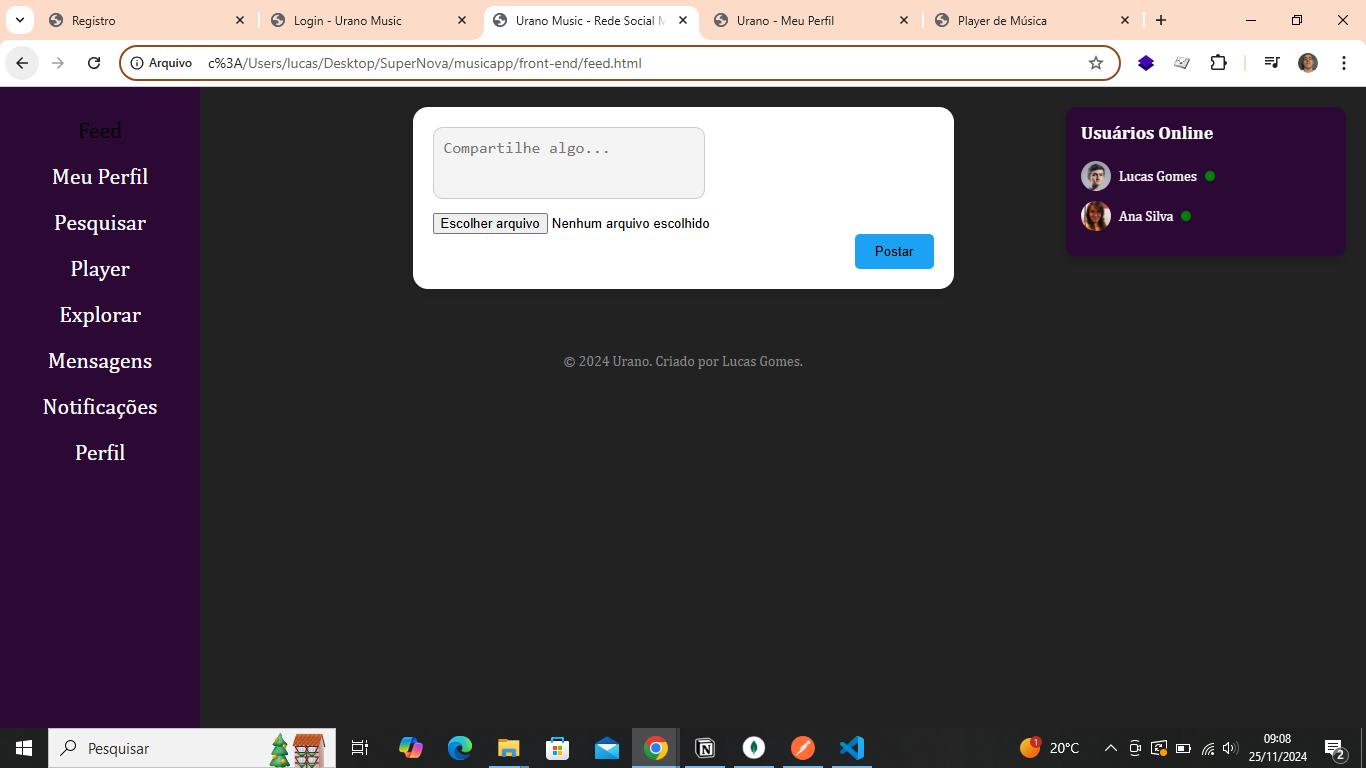 Registro
Login - Urano Music
Urano Music - Rede Social M
Urano - Meu Perfil
Player de Música
Arquivo c%3A/Users/lucas/Desktop/SuperNova/musicapp/front-end/feed.html
Feed
Meu Perfil
Pesquisar
Player
Explorar
Mensagens
Notificações
Perfil
Compartilhe algo...
Escolher arquivo Nenhum arquivo escolhido
Postar
© 2024 Urano. Criado por Lucas Gomes.
Usuários Online
Lucas Gomes
Ana Silva
Pesquisar
1
20°C
09:08
25/11/2024
2